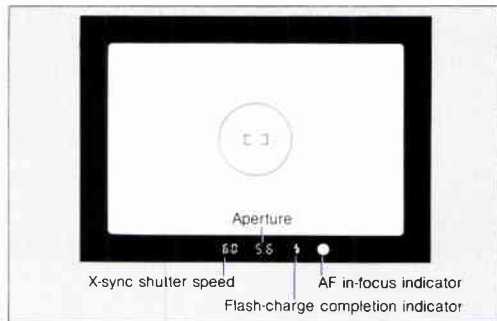 Aperture
60 5.6
X-sync shutter speed
AF in-focus indicator
Flash-charge completion indicator